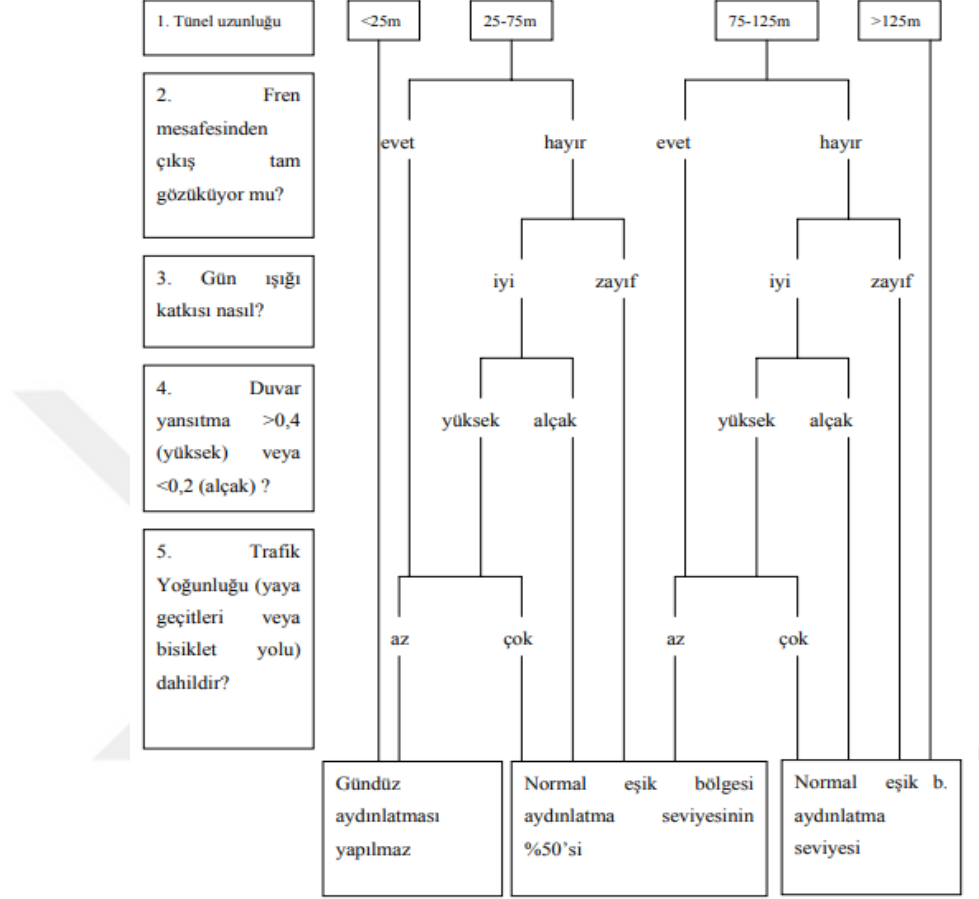 1. Tünel uzunluğu
<25m
25-75m
75-125m
>125m
2. Fren
mesafesinden
çıkış tam
gözüküyor mu?
evet
hayır
evet
hayır
3. Gün ışığı
katkısı nasıl?
iyi
zayıf
iyi
zayıf
4. Duvar
yansıtma >0,4
(yüksek) veya
<0,2 (alçak) ?
yüksek
alçak
yüksek
alçak
5. Trafik
Yoğunluğu (yaya
geçitleri veya
bisiklet yolu)
dahildir?
az
çok
az
çok
Gündüz
aydınlatması
yapılmaz
Normal eşik bölgesi
aydınlatma seviyesinin
%50’si
Normal eşik b.
aydınlatma
seviyesi